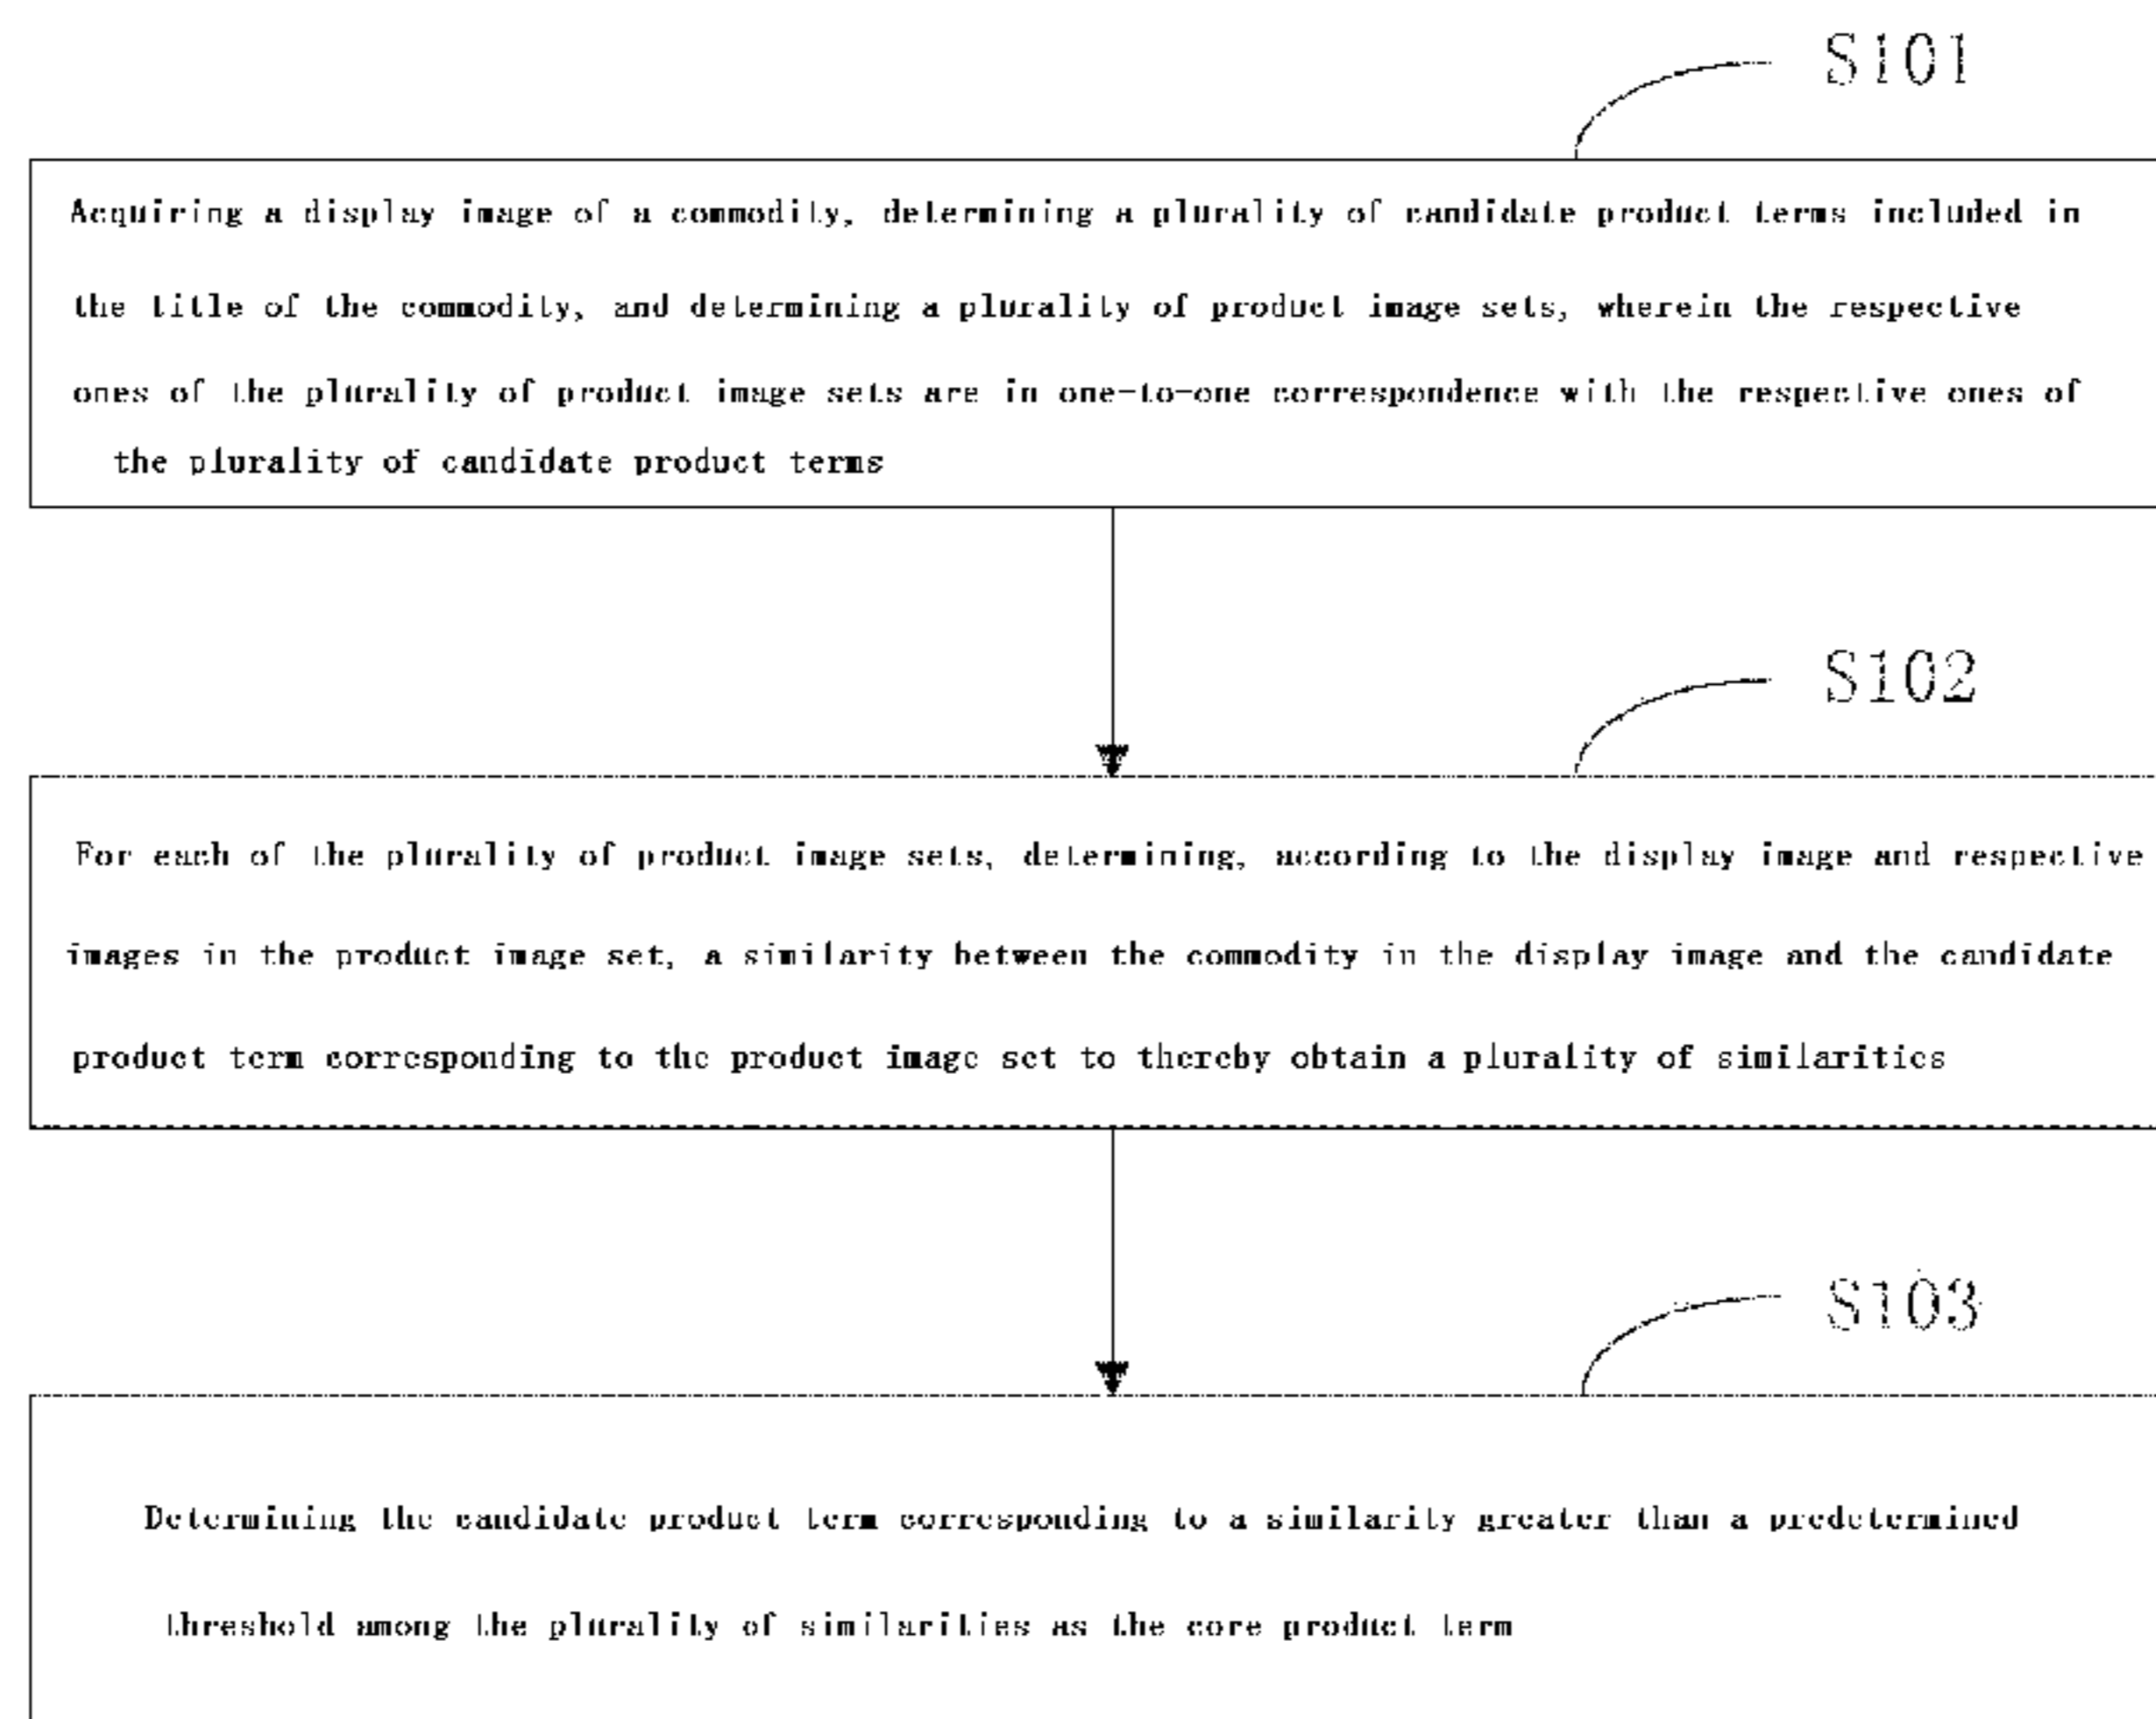 S101
Acquiring a display image of a commodity, determining a plurality of candidate product terms included in
the title of the commodity, and determining a plurality of product image sets, wherein the respective
ones of the plurality of product image sets are in one-to-one correspondence with the respective ones of
the plurality of candidate product terms
S102
For each of the plurality of product image sets, determining, according to the display image and respective
images in the product image set, a similarity between the commodity in the display image and the candidate
product term corresponding to the product image set to thereby obtain a plurality of similarities
S103
Determining the candidate product term corresponding to a similarity greater than a predetermined
threshold among the plurality of similarities as the core product term